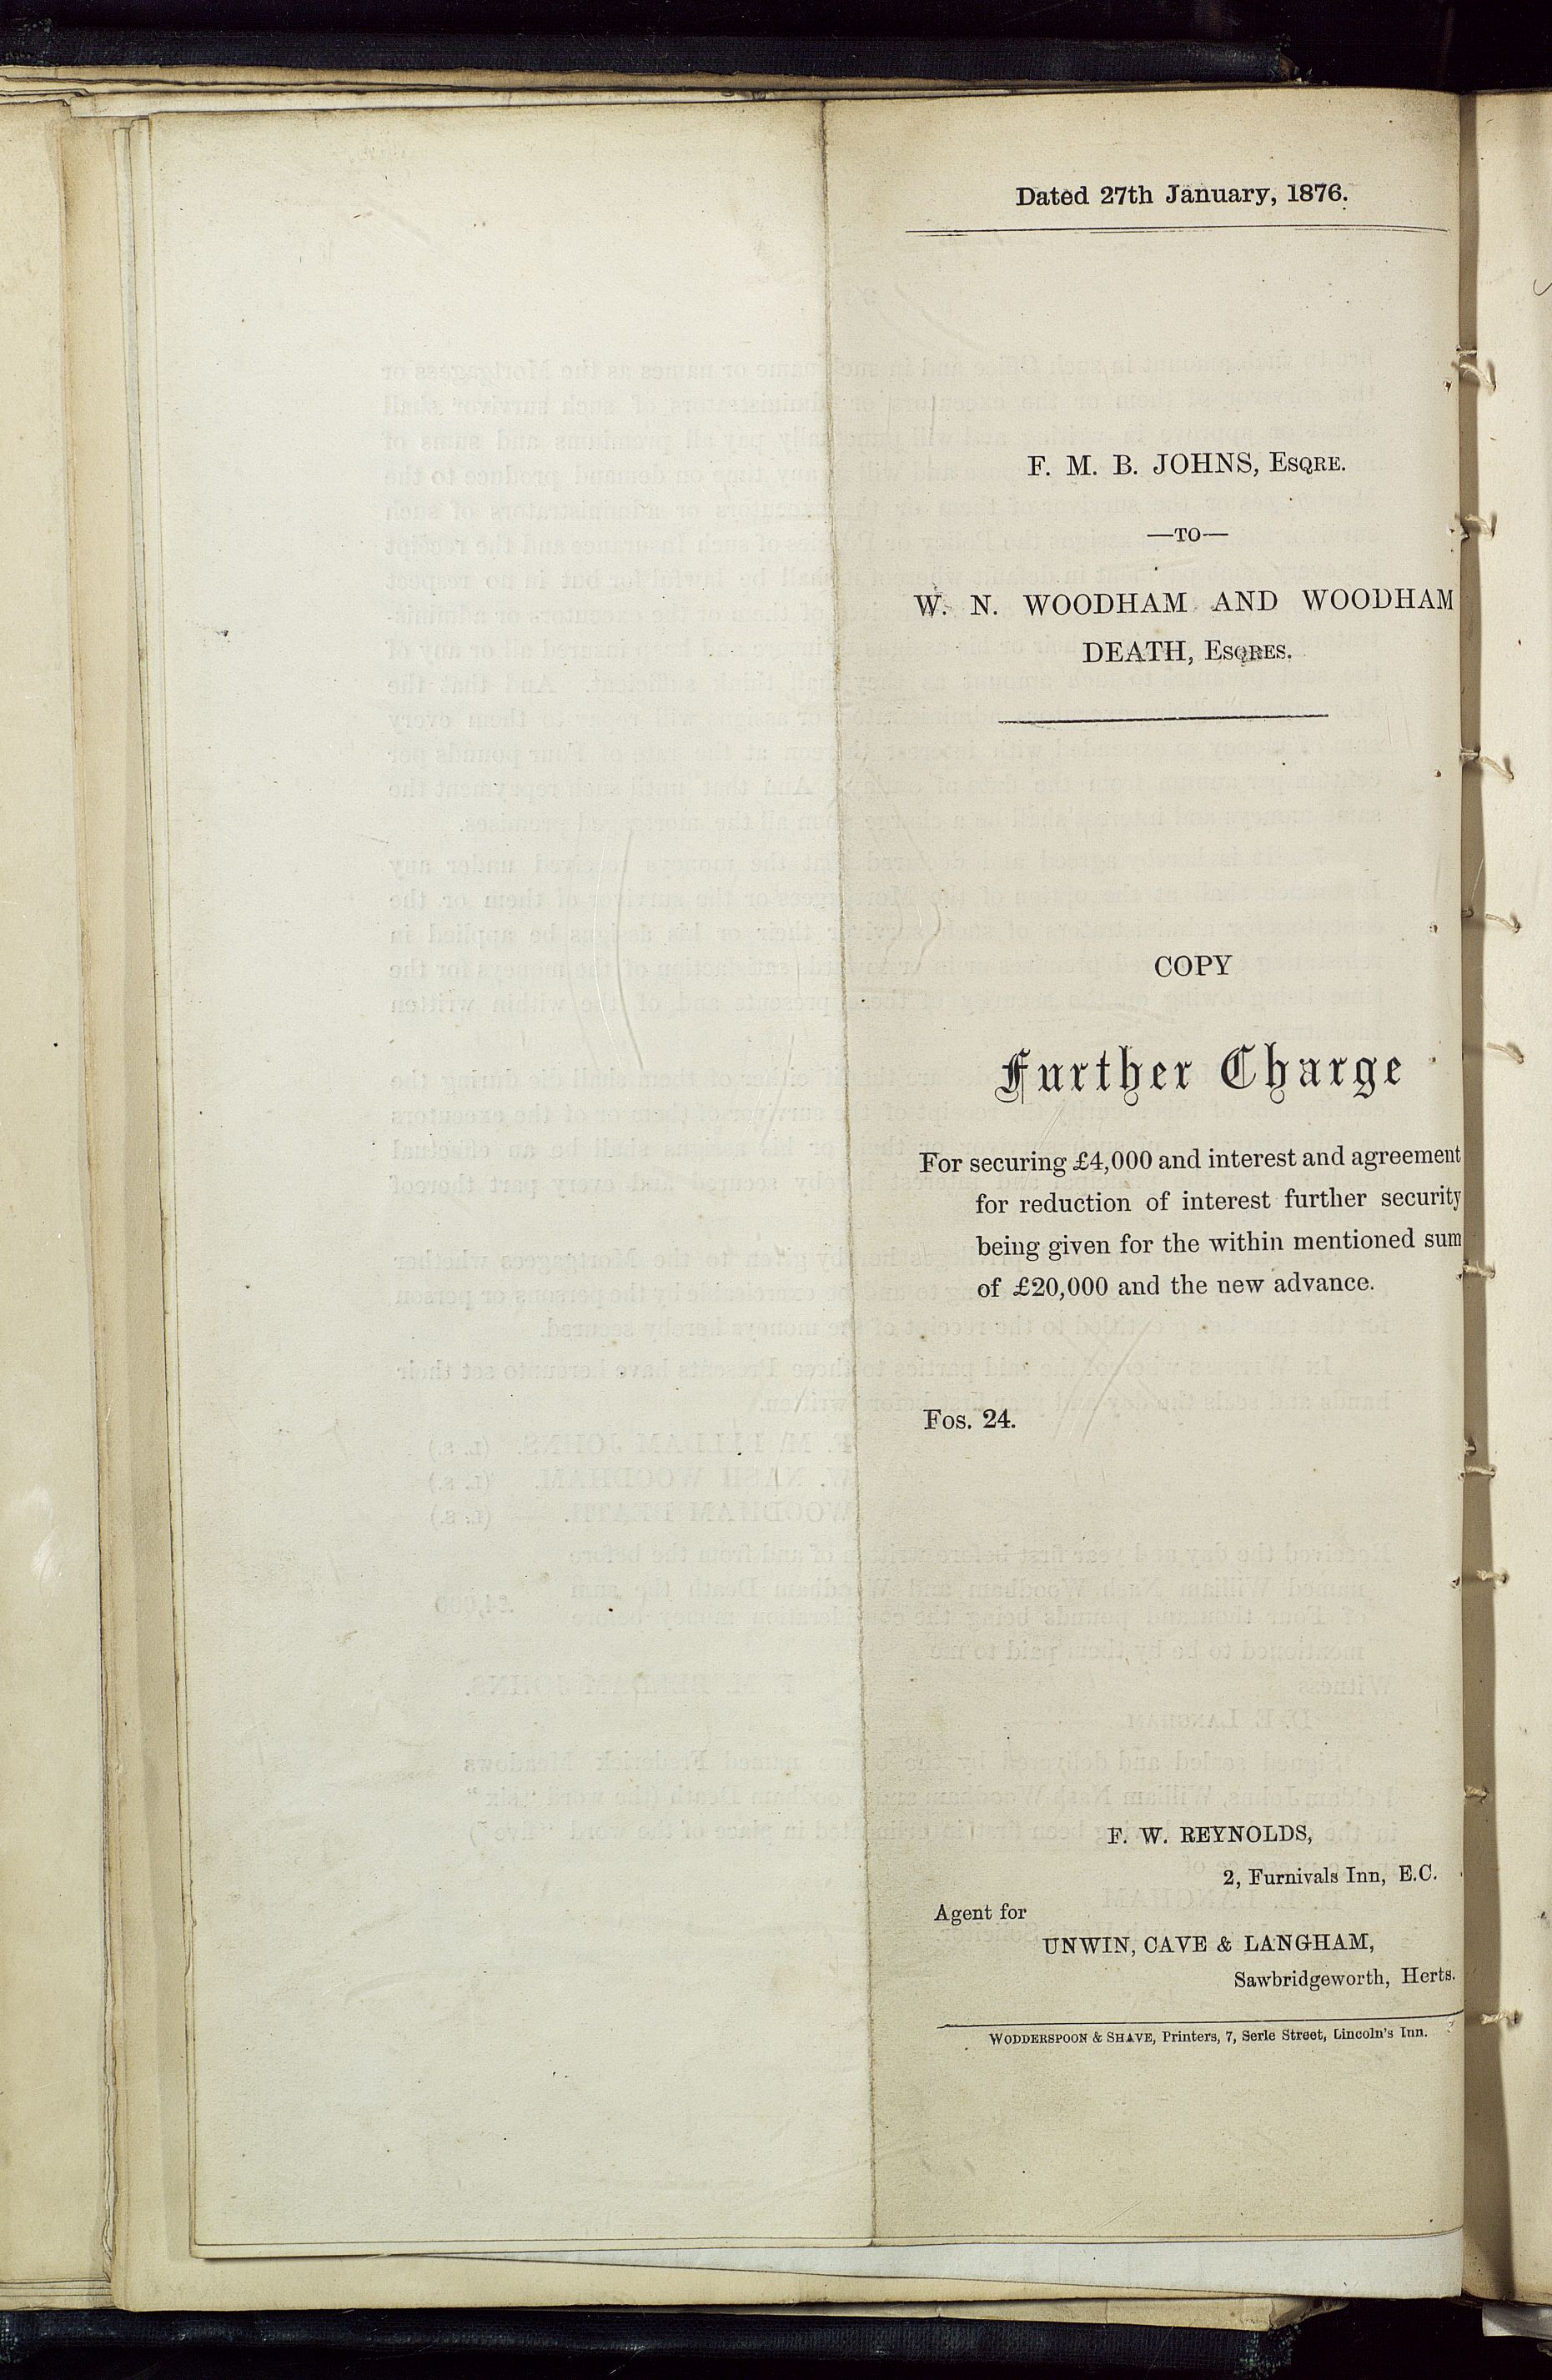 Dated 27th January, 1876.
F. M. B. JOHNS, ESQRE.
—TO—
W. N. WOODHAM AND WOODHAM
DEATH, ESQRES.
COPY
Further Charge
For securing £4,000 and interest and agreement
for reduction of interest further security
being given for the within mentioned sum
of £20,000 and the new advance.
Fos. 24.
F. W. REYNOLDS,
2, Furnivals Inn, E.C.
Agent for
UNWIN, CAVE & LANGHAM,
Sawbridgeworth, Herts.
WODDERSPOON & SHAVE, Printers, 7, Serle Street, Lincoln's Inn.